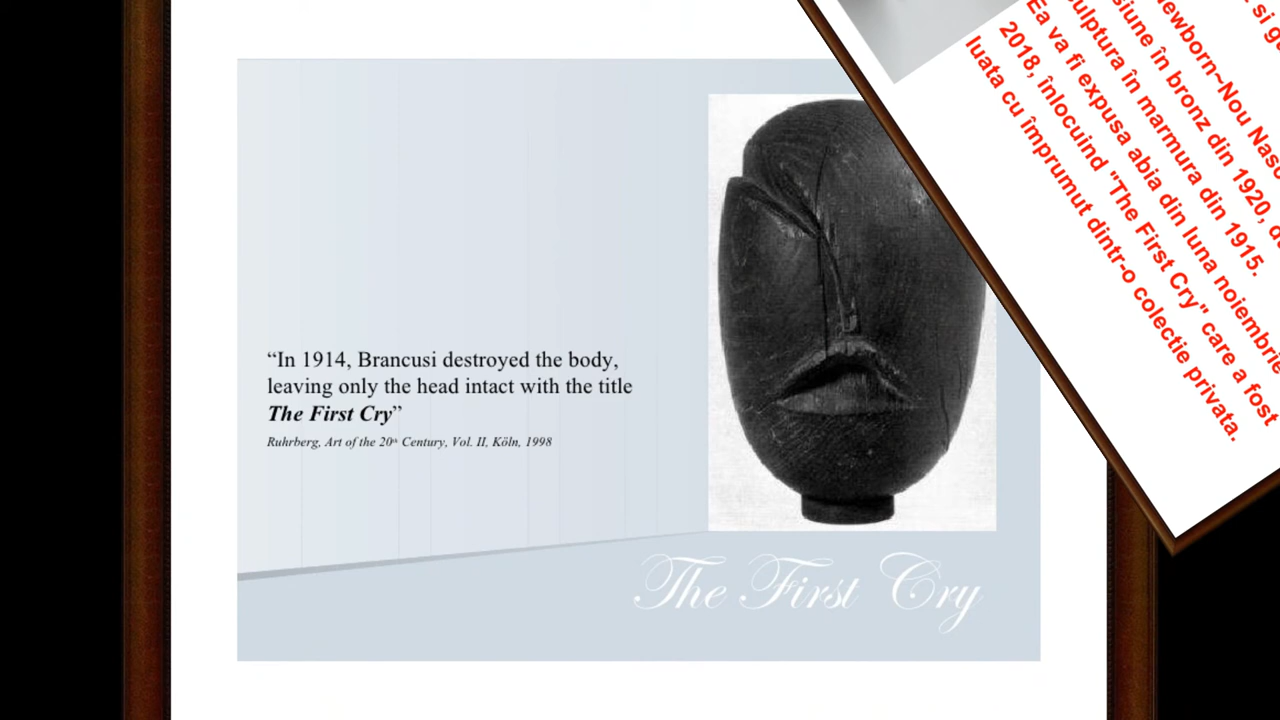 “In 1914, Brancusi destroyed the body,
leaving only the head intact with the title
The First Cry”
Ruhrberg, Art of the 20th Century, Vol. II, Köln, 1998
The First Cry
si
Newborn~Nou
siune în bronz din 1920,
sculptura în marmura din 1915.
Ea va fi expusa abia din luna noiembrie
2018, înlocuind "The First Cry" care a fost
luata cu împrumut dintr-o colectie privata.